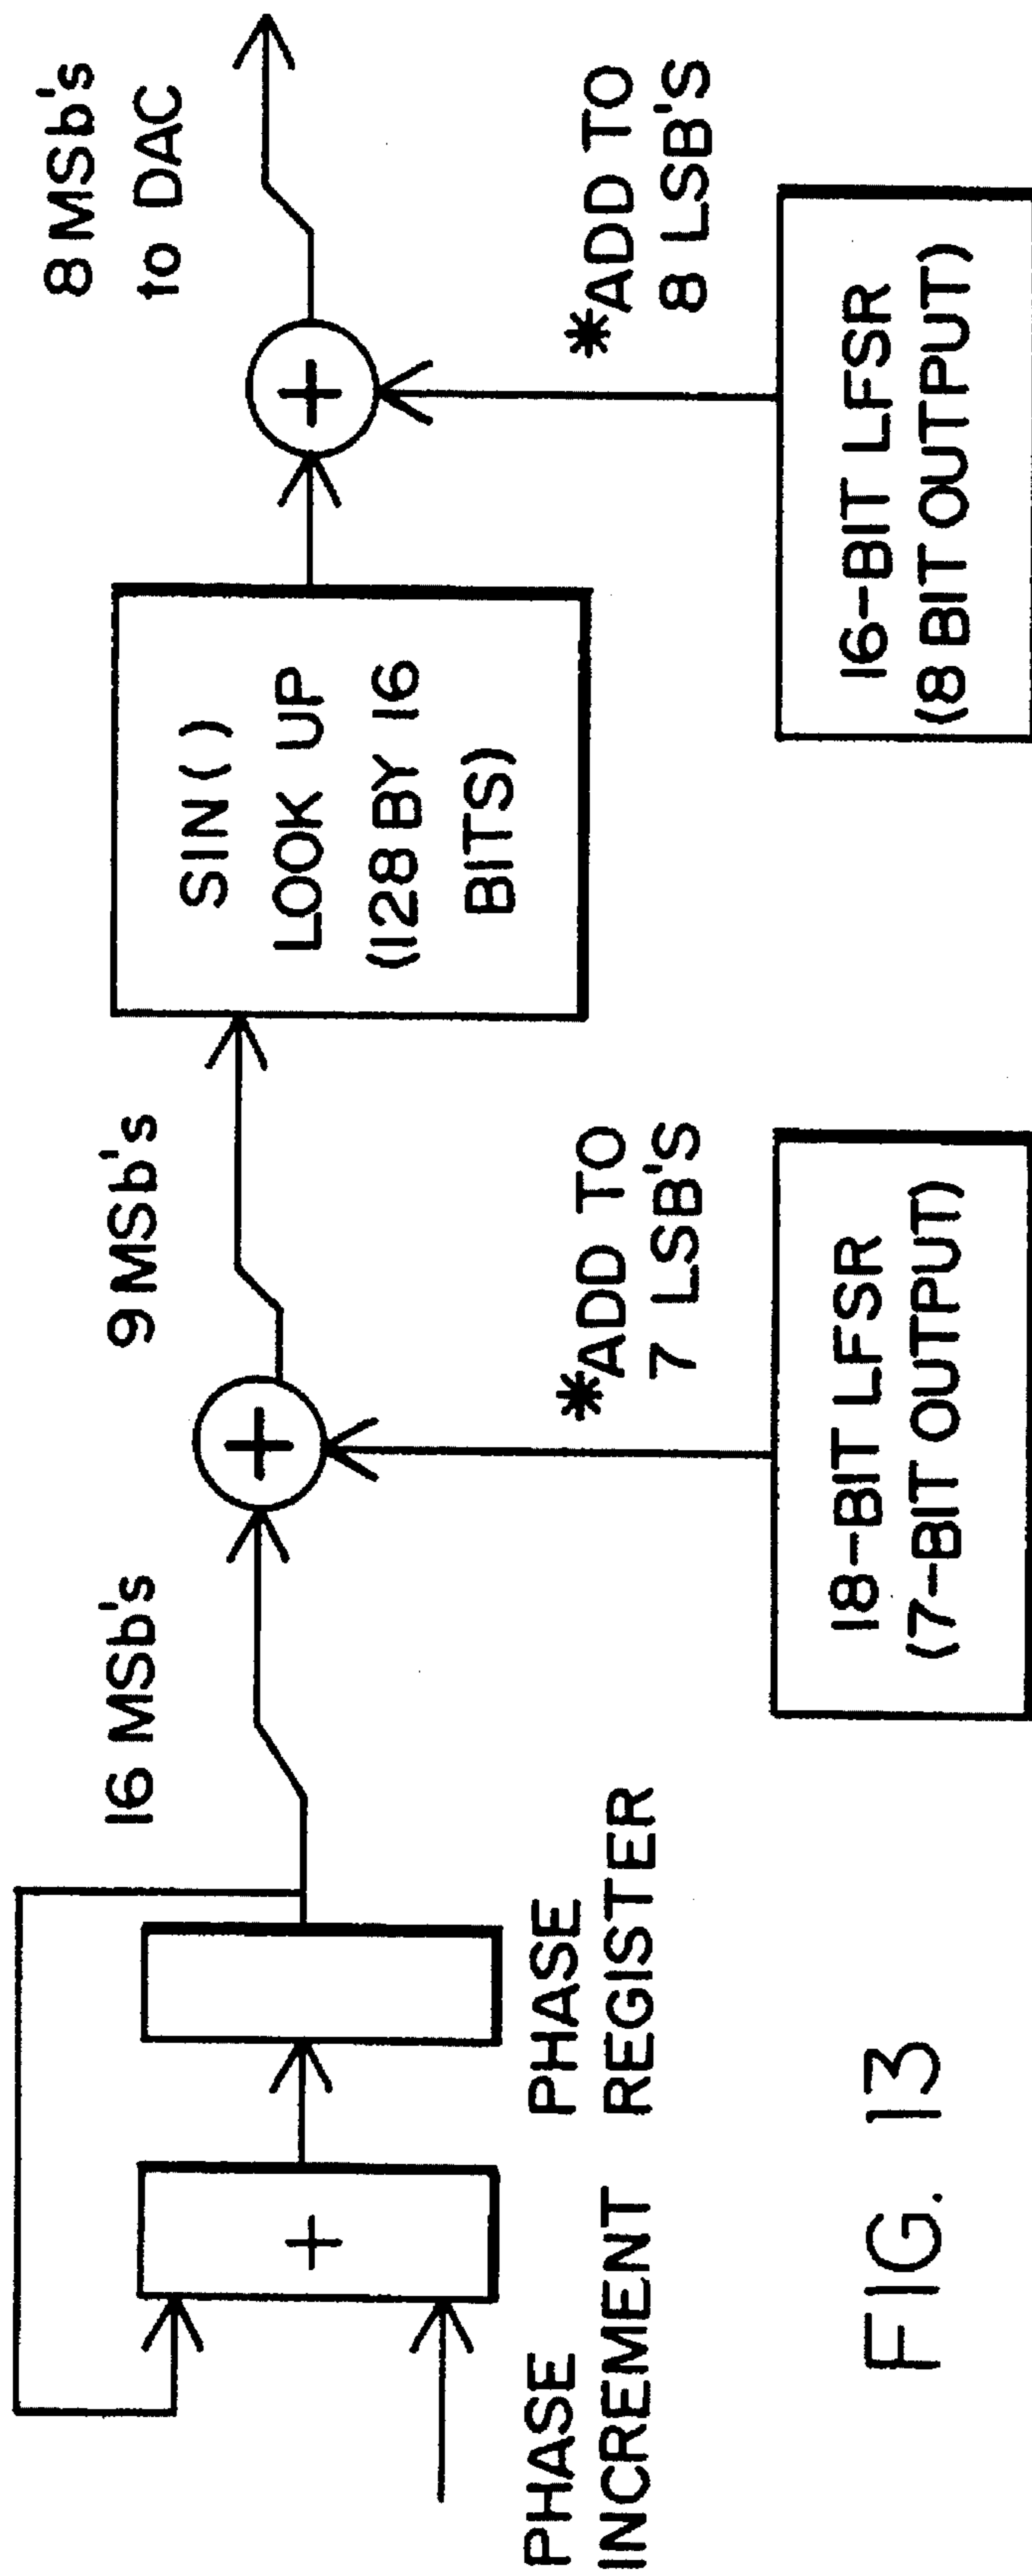 PHASE
INCREMENT
PHASE
REGISTER
+
16 MSb's
+
9 MSb's
*ADD TO
7 LSB'S
18-BIT LFSR
(7-BIT OUTPUT)
SIN()
LOOK UP
(128 BY 16
BITS)
+
8 MSb's
to DAC
*ADD TO
8 LSB'S
16-BIT LFSR
(8 BIT OUTPUT)
FIG. 13